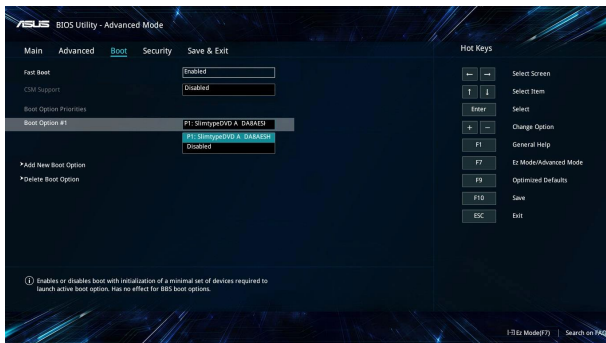 ASUS BIOS Utility - Advanced Mode
Main Advanced Boot Security Save & Exit
Hot Keys
Fast Boot Enabled
CSM Support Disabled
Boot Option Priorities
Boot Option #1 P1: SlimtypeDVD A DA8AESI
P1: SlimtypeDVD A DA8AESH
Disabled
>Add New Boot Option
>Delete Boot Option
← → Select Screen
↑ ↓ Select Item
Enter Select
+ − Change Option
F1 General Help
F7 Ez Mode/Advanced Mode
F9 Optimized Defaults
F10 Save
ESC Exit
i Enables or disables boot with initialization of a minimal set of devices required to
launch active boot option. Has no effect for BBS boot options.
Ez Mode(F7) | Search on FAQ